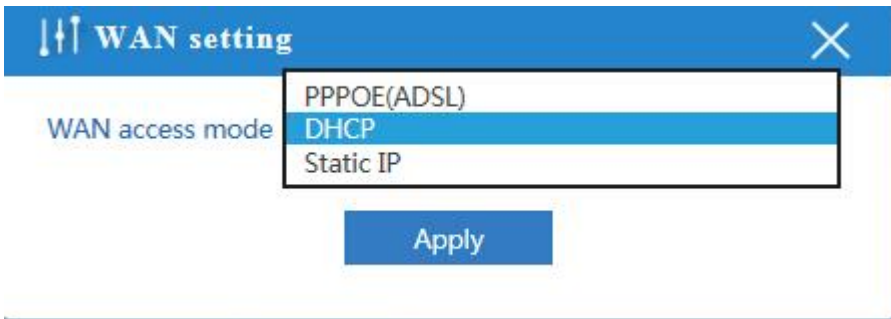 WAN setting
PPPOE(ADSL)
WAN access mode DHCP
Static IP
Apply